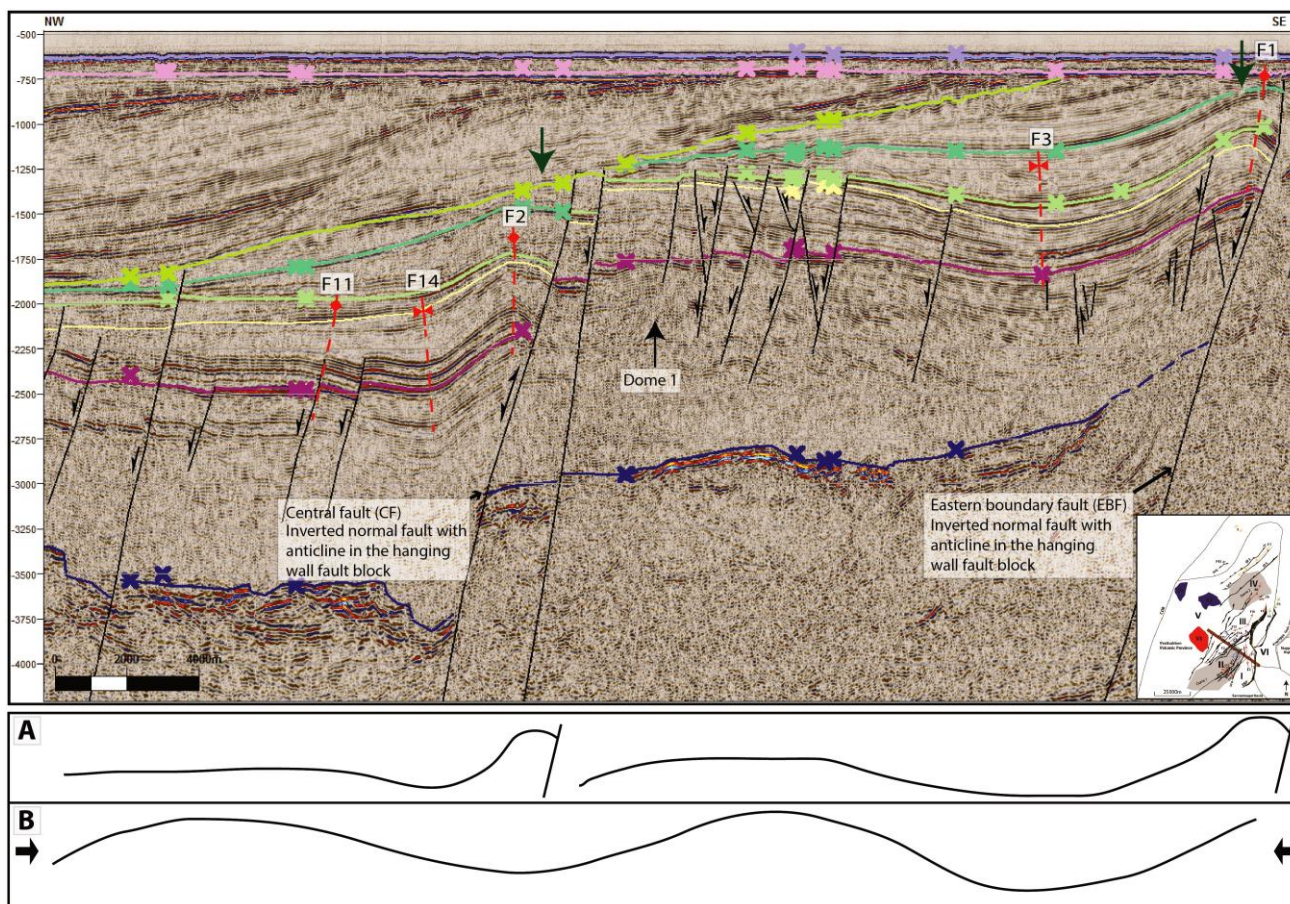 NW
SE
-500
-750
-1000
-1250
-1500
-1750
-2000
-2250
-2500
-2750
-3000
-3250
-3500
-3750
-4000
F1
F3
F2
F11
F14
Dome 1
Central fault (CF)
Inverted normal fault with
anticline in the hanging
wall fault block
Eastern boundary fault (EBF)
Inverted normal fault with
anticline in the hanging
wall fault block
0
2000
4000m
IV
V
III
VI
II
I
25000m
N
A
B